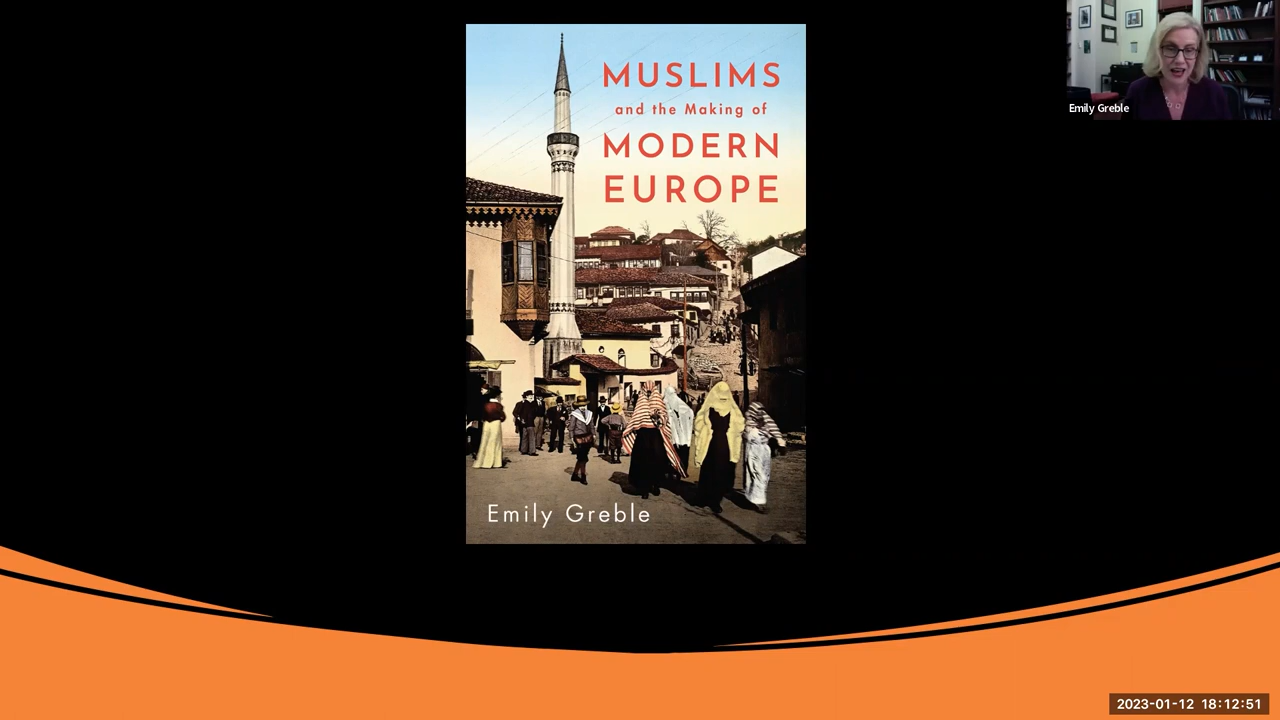 MUSLIMS
and the Making of
MODERN
EUROPE
Emily Greble
Emily Greble
2023-01-12 18:12:51